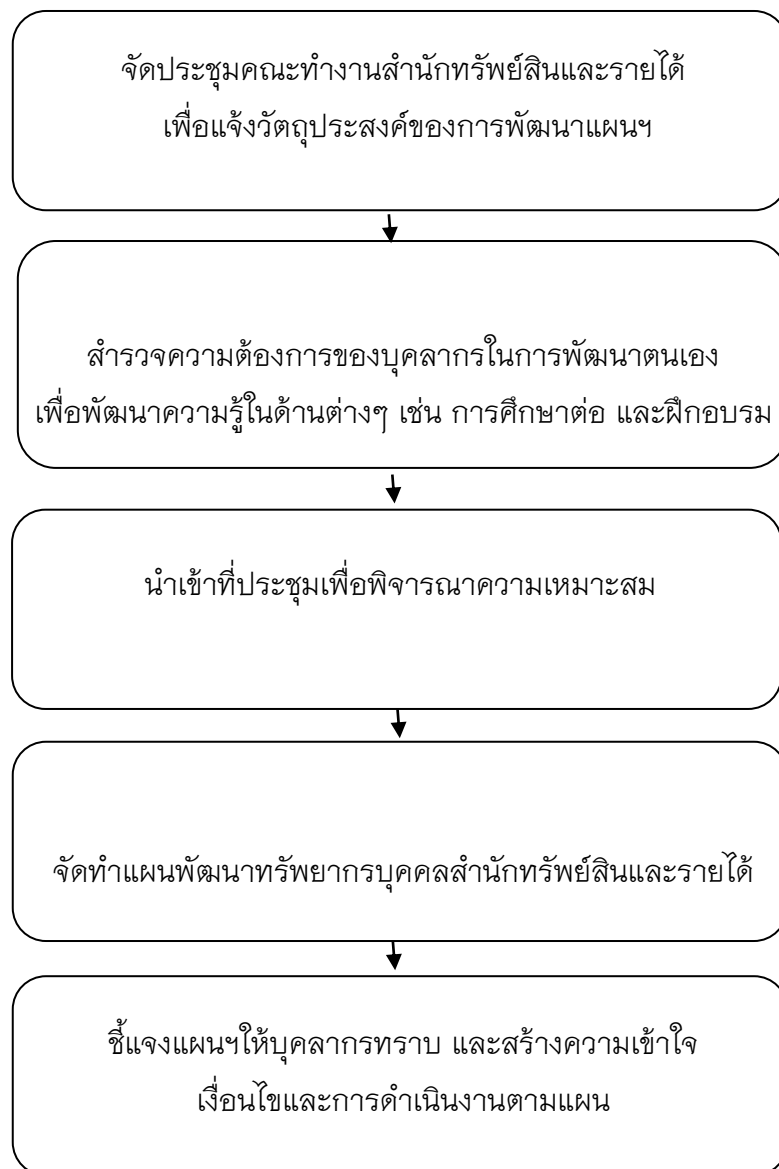 จัดประชุมคณะทำงานสำนักทรัพย์สินและรายได้
เพื่อแจ้งวัตถุประสงค์ของการพัฒนาแผนฯ
สำรวจความต้องการของบุคลากรในการพัฒนาตนเอง
เพื่อพัฒนาความรู้ในด้านต่างๆ เช่น การศึกษาต่อ และฝึกอบรม
นำเข้าที่ประชุมเพื่อพิจารณาความเหมาะสม
จัดทำแผนพัฒนาทรัพยากรบุคคลสำนักทรัพย์สินและรายได้
ชี้แจงแผนฯให้บุคลากรทราบ และสร้างความเข้าใจ
เงื่อนไขและการดำเนินงานตามแผน